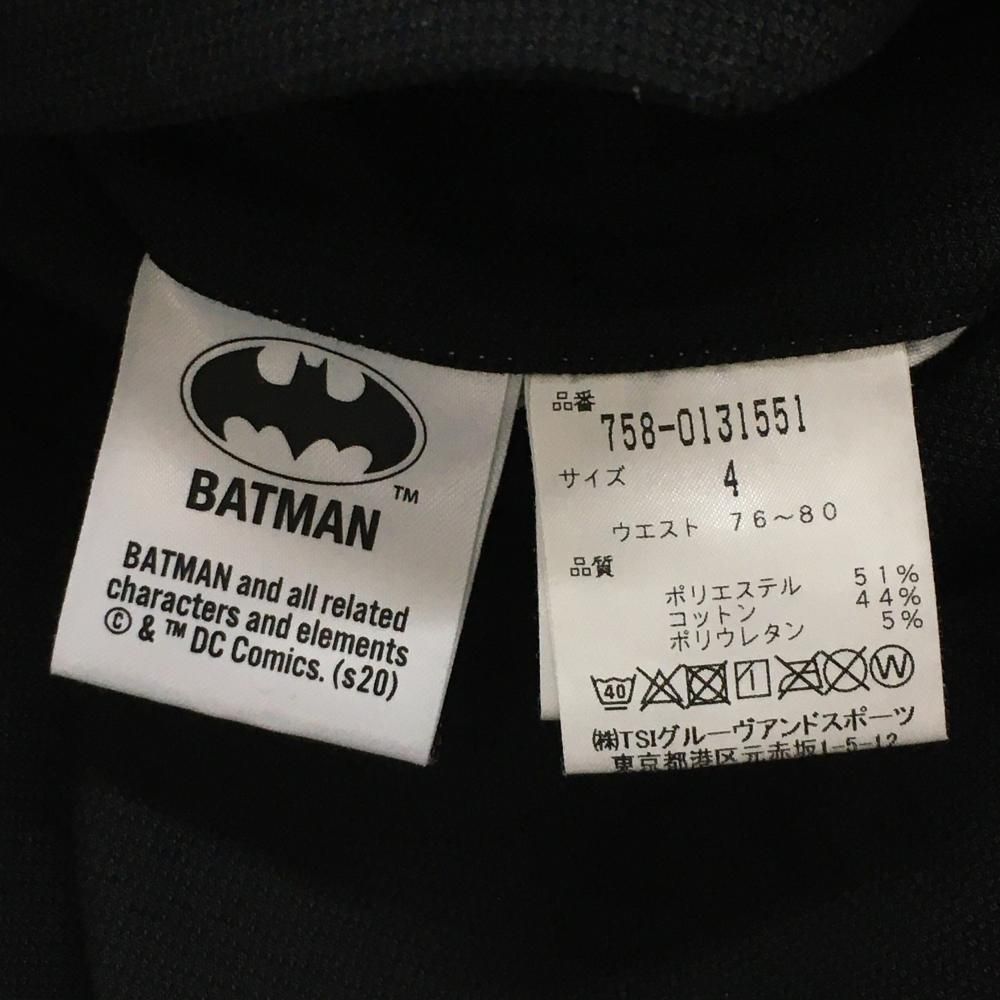 BATMAN™
BATMAN and all related
characters and elements
© & ™ DC Comics. (s20)
品番
758-0131551
サイズ 4
ウエスト 76~80
品質
ポリエステル 51%
コットン 44%
ポリウレタン 5%
40 W
㈱TSIグルーヴアンドスポーツ
東京都港区元赤坂1-5-12